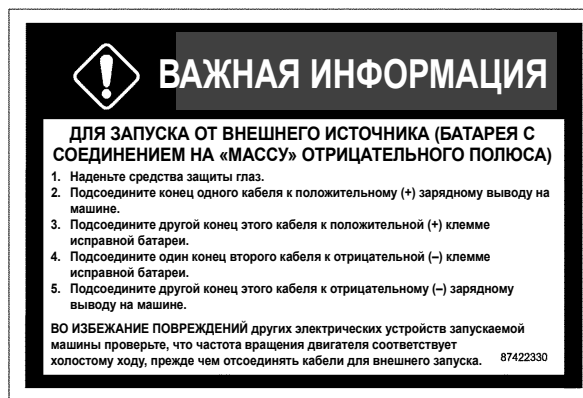 ВАЖНАЯ ИНФОРМАЦИЯ
ДЛЯ ЗАПУСКА ОТ ВНЕШНЕГО ИСТОЧНИКА (БАТАРЕЯ С
СОЕДИНЕНИЕМ НА «МАССУ» ОТРИЦАТЕЛЬНОГО ПОЛЮСА)
1. Наденьте средства защиты глаз.
2. Подсоедините конец одного кабеля к положительному (+) зарядному выводу на
машине.
3. Подсоедините другой конец этого кабеля к положительной (+) клемме
исправной батареи.
4. Подсоедините один конец второго кабеля к отрицательной (–) клемме
исправной батареи.
5. Подсоедините другой конец этого кабеля к отрицательному (–) зарядному
выводу на машине.
ВО ИЗБЕЖАНИЕ ПОВРЕЖДЕНИЙ других электрических устройств запускаемой
машины проверьте, что частота вращения двигателя соответствует
холостому ходу, прежде чем отсоединять кабели для внешнего запуска. 87422330